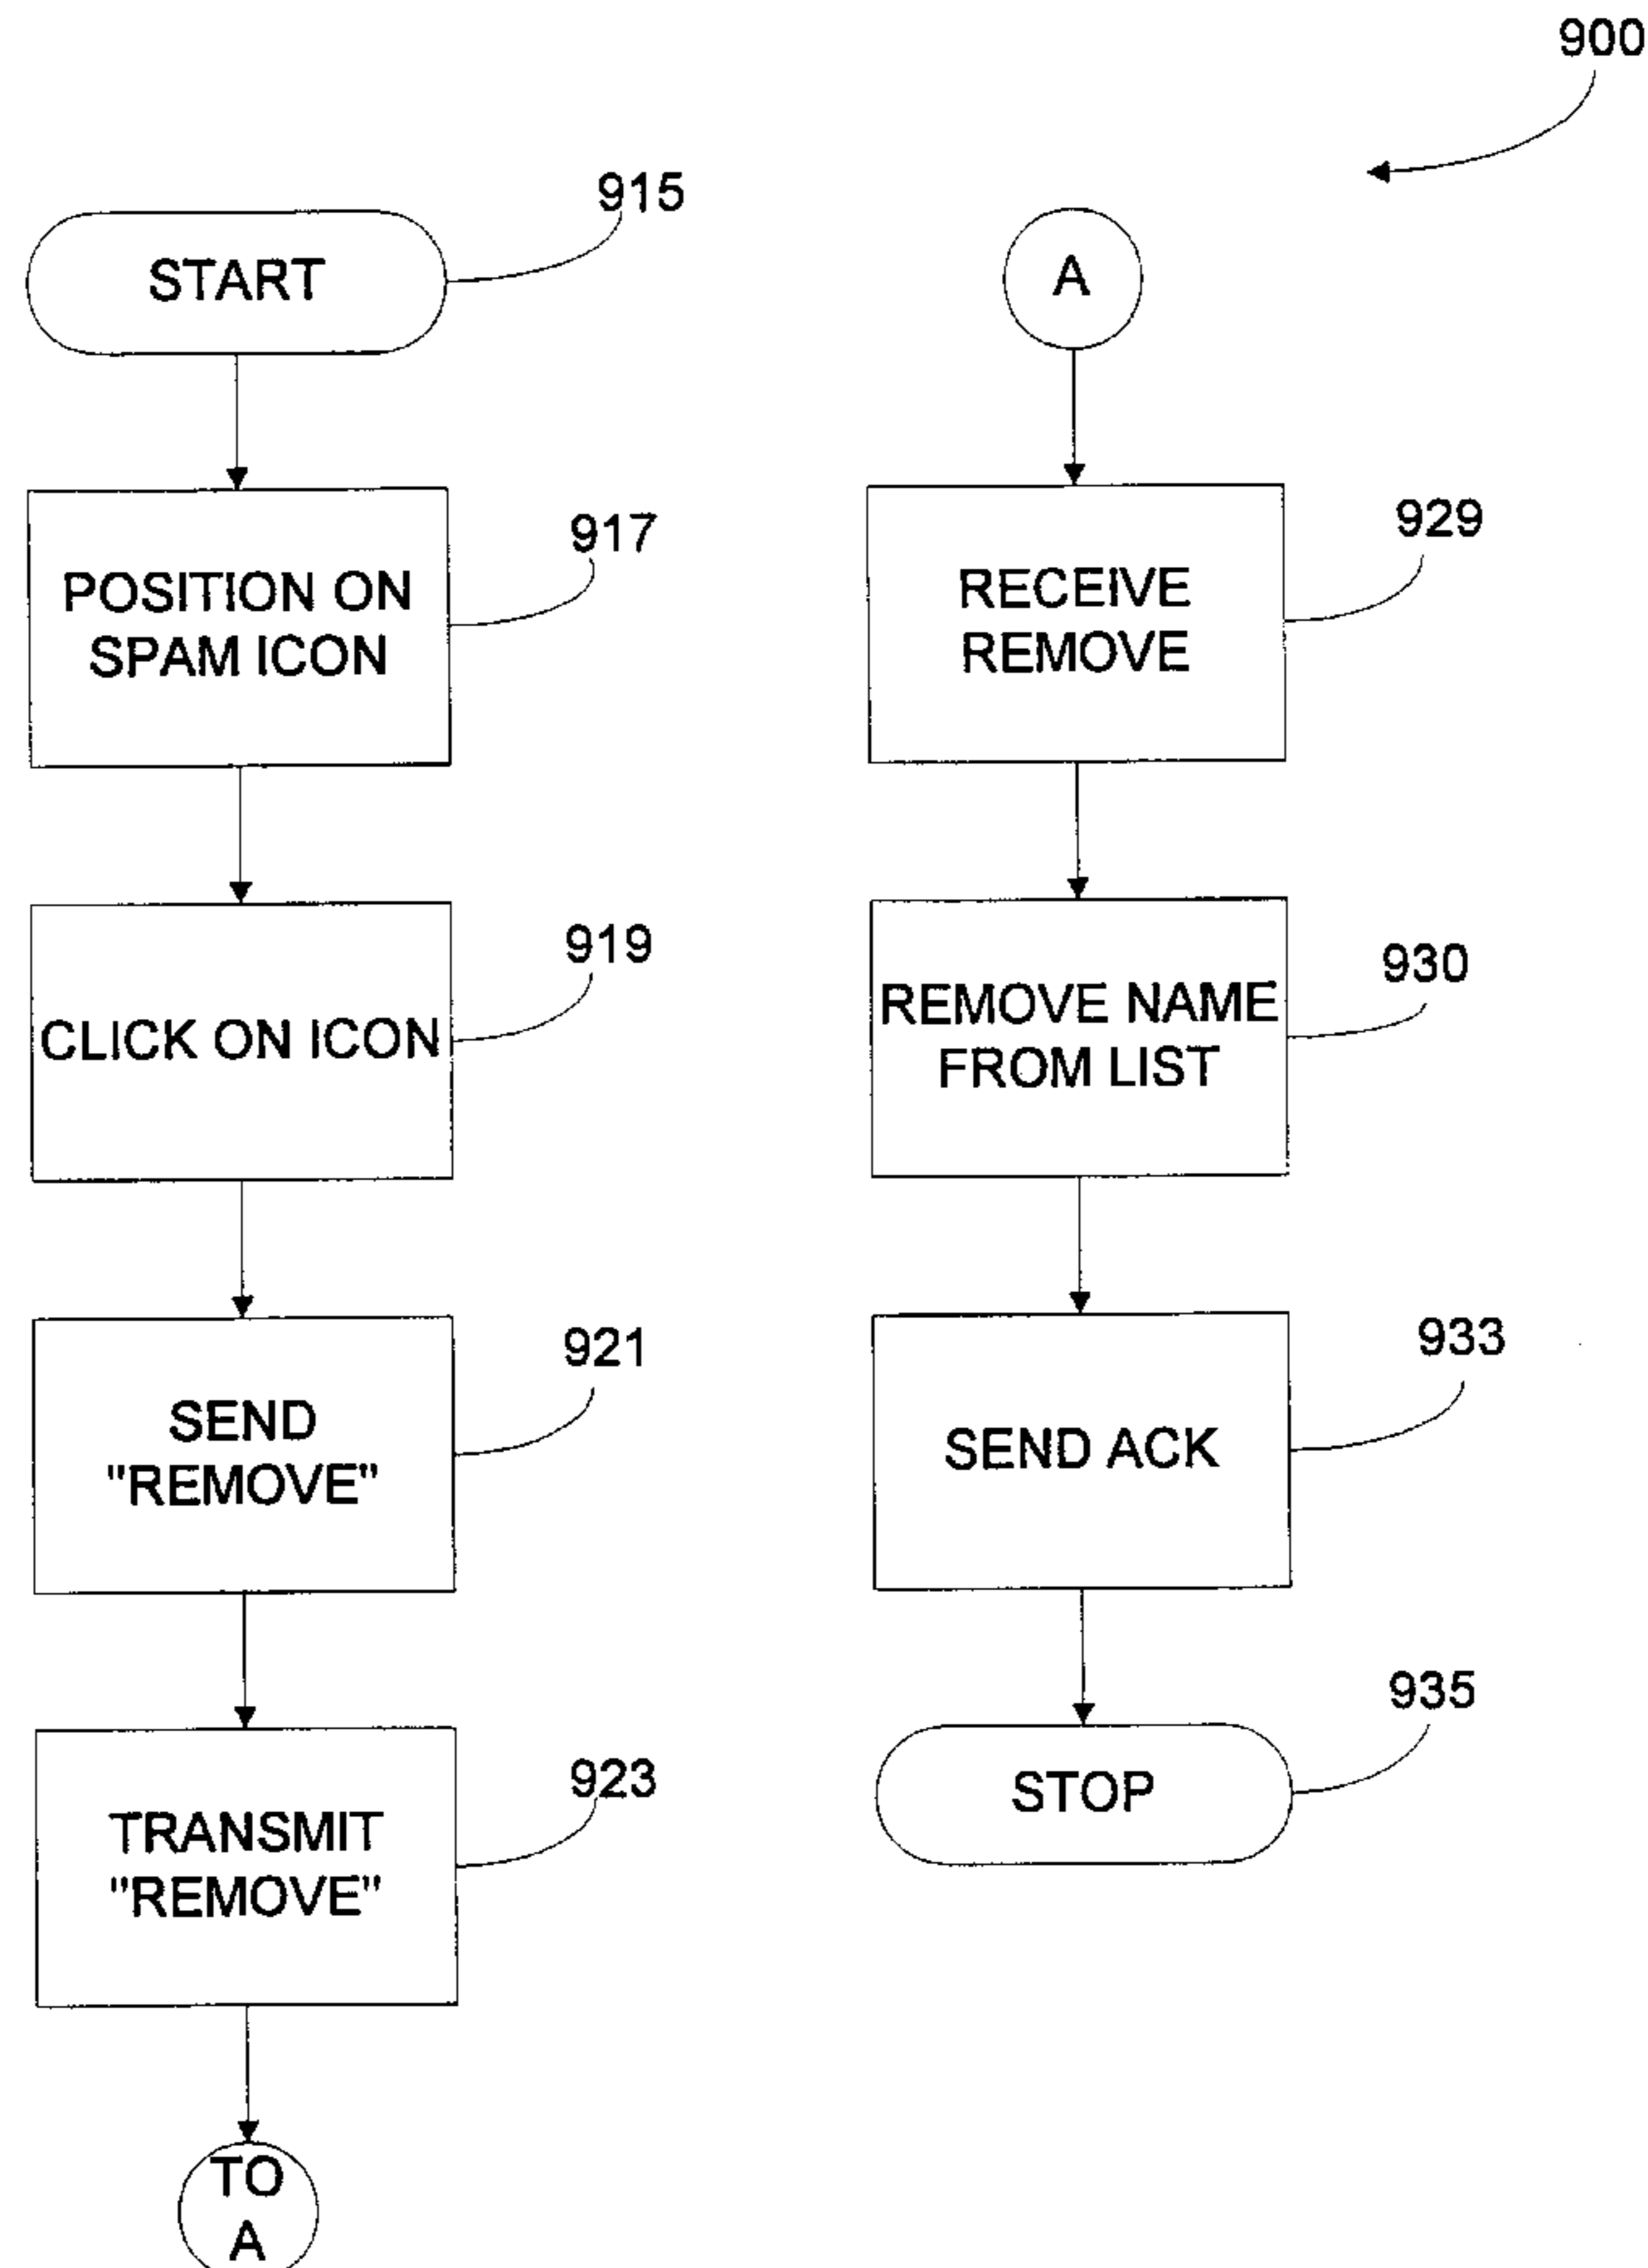 900
915
START
917
POSITION ON
SPAM ICON
919
CLICK ON ICON
921
SEND
"REMOVE"
923
TRANSMIT
"REMOVE"
TO
A
A
929
RECEIVE
REMOVE
930
REMOVE NAME
FROM LIST
933
SEND ACK
935
STOP